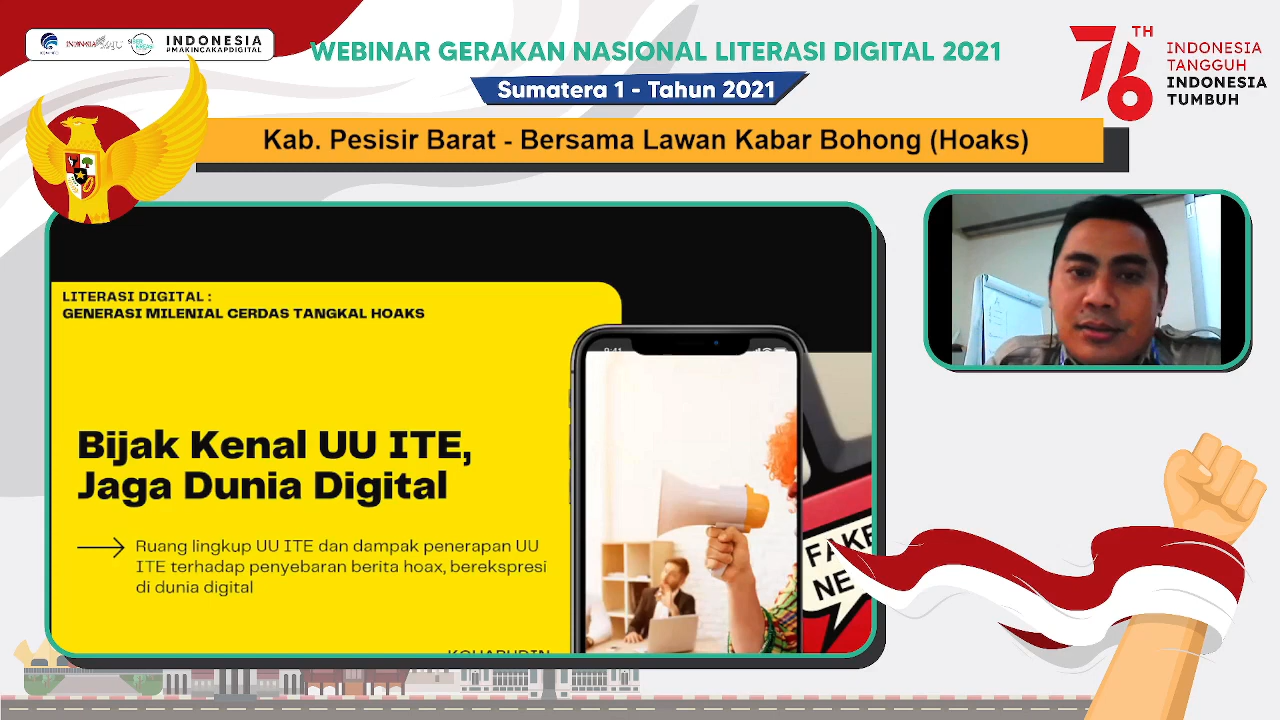 INDONESIA
#MAKINCAKAPDIGITAL
WEBINAR GERAKAN NASIONAL LITERASI DIGITAL 2021
Sumatera 1 - Tahun 2021
76TH
INDONESIA
TANGGUH
INDONESIA
TUMBUH
Kab. Pesisir Barat - Bersama Lawan Kabar Bohong (Hoaks)
LITERASI DIGITAL :
GENERASI MILENIAL CERDAS TANGKAL HOAKS
Bijak Kenal UU ITE,
Jaga Dunia Digital
Ruang lingkup UU ITE dan dampak penerapan UU
ITE terhadap penyebaran berita hoax, berekspresi
di dunia digital
FAKE
NE